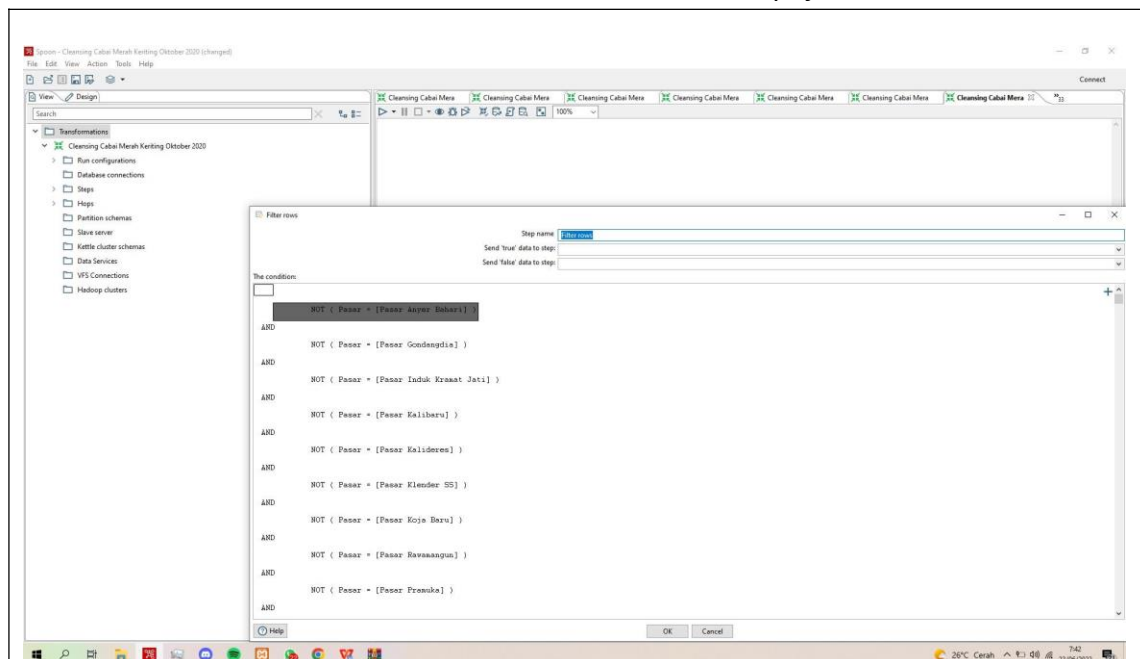 Spoon - Cleansing Cabai Merah Keriting Oktober 2020 (changed)
File Edit View Action Tools Help
Connect
View Design
Cleansing Cabai Mera Cleansing Cabai Mera Cleansing Cabai Mera Cleansing Cabai Mera Cleansing Cabai Mera Cleansing Cabai Mera Cleansing Cabai Mera 33
Search
100%
Transformations
Cleansing Cabai Merah Keriting Oktober 2020
Run configurations
Database connections
Steps
Hops
Partition schemas
Slave server
Kettle cluster schemas
Data Services
VFS Connections
Hadoop clusters
Filter rows
Step name Filter rows
Send 'true' data to step:
Send 'false' data to step:
The condition:
NOT ( Pasar = [Pasar Anyer Bahari] )
AND
NOT ( Pasar = [Pasar Gondangdia] )
AND
NOT ( Pasar = [Pasar Induk Kramat Jati] )
AND
NOT ( Pasar = [Pasar Kalibaru] )
AND
NOT ( Pasar = [Pasar Kalideres] )
AND
NOT ( Pasar = [Pasar Klender SS] )
AND
NOT ( Pasar = [Pasar Koja Baru] )
AND
NOT ( Pasar = [Pasar Rawamangun] )
AND
NOT ( Pasar = [Pasar Pramuka] )
AND
Help OK Cancel
26°C Cerah 7:42